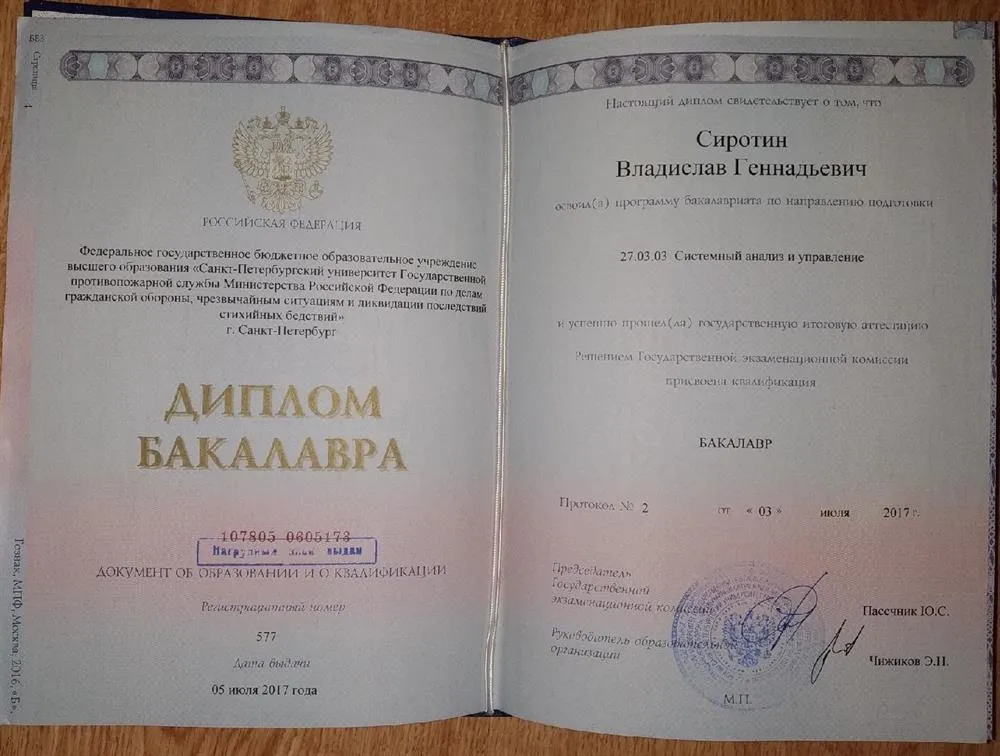 РОССИЙСКАЯ ФЕДЕРАЦИЯ
Федеральное государственное бюджетное образовательное учреждение
высшего образования «Санкт-Петербургский университет Государственной
противопожарной службы Министерства Российской Федерации по делам
гражданской обороны, чрезвычайным ситуациям и ликвидации последствий
стихийных бедствий»
г. Санкт-Петербург
ДИПЛОМ
БАКАЛАВРА
107805 0605173
Нагрудный знак выдан
ДОКУМЕНТ ОБ ОБРАЗОВАНИИ И О КВАЛИФИКАЦИИ
Регистрационный номер
577
Дата выдачи
05 июля 2017 года
Гознак, МПФ, Москва, 2016, «Б».
Настоящий диплом свидетельствует о том, что
Сиротин
Владислав Геннадьевич
освоил(а) программу бакалавриата по направлению подготовки
27.03.03 Системный анализ и управление
и успешно прошел(ла) государственную итоговую аттестацию
Решением Государственной экзаменационной комиссии
присвоена квалификация
БАКАЛАВР
Протокол № 2 от « 03 » июля 2017 г.
Председатель
Государственной
экзаменационной комиссии
Пасечник Ю.С.
Руководитель образовательной
организации
Чижиков Э.Н.
М.П.